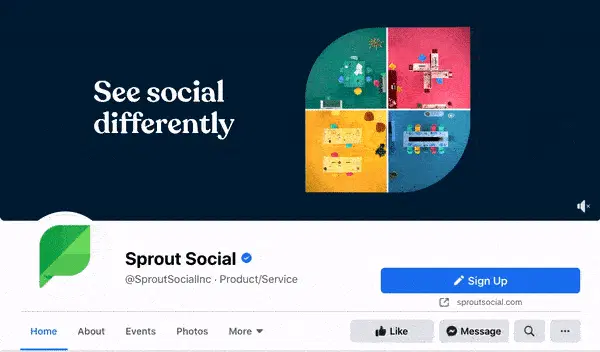 See social
differently
Sprout Social
@SproutSocialInc · Product/Service
Sign Up
sproutsocial.com
Home About Events Photos More Like Message